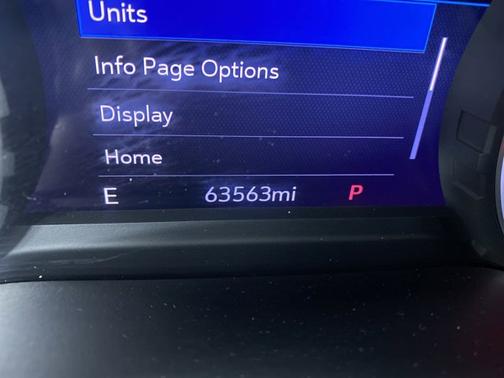 Units
Info Page Options
Display
Home
E 63563mi P